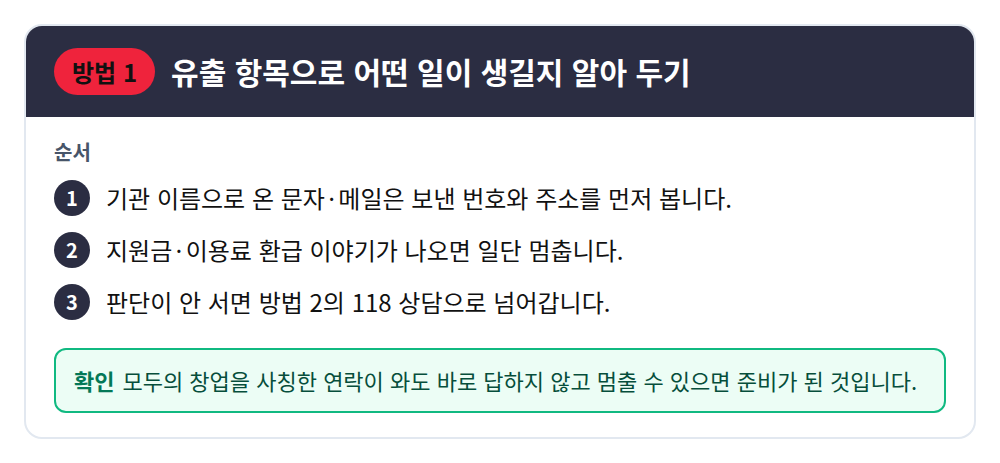 방법 1 유출 항목으로 어떤 일이 생길지 알아 두기
순서
1 기관 이름으로 온 문자·메일은 보낸 번호와 주소를 먼저 봅니다.
2 지원금·이용료 환급 이야기가 나오면 일단 멈춥니다.
3 판단이 안 서면 방법 2의 118 상담으로 넘어갑니다.
확인 모두의 창업을 사칭한 연락이 와도 바로 답하지 않고 멈출 수 있으면 준비가 된 것입니다.